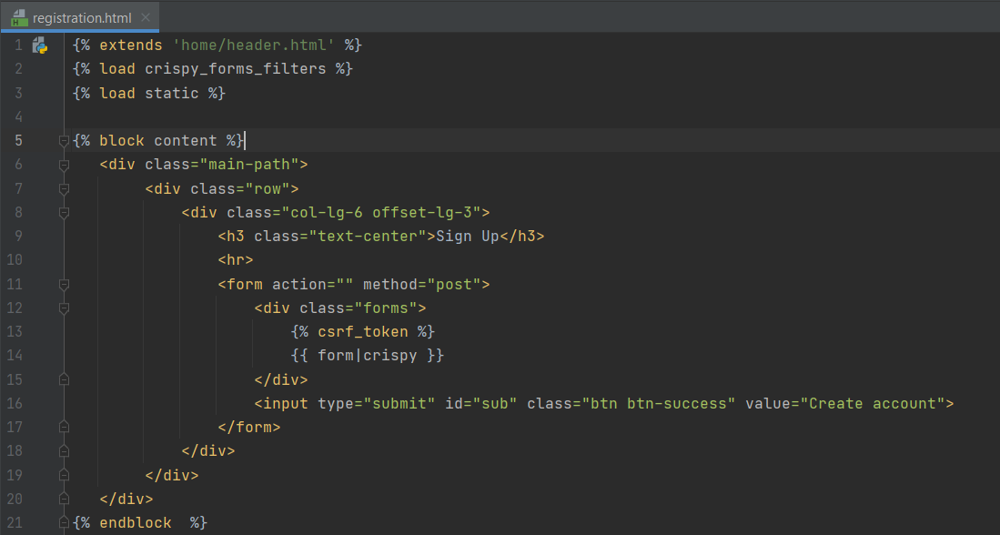 registration.html
1 {% extends 'home/header.html' %}
2 {% load crispy_forms_filters %}
3 {% load static %}
4
5 {% block content %}
6 <div class="main-path">
7 <div class="row">
8 <div class="col-lg-6 offset-lg-3">
9 <h3 class="text-center">Sign Up</h3>
10 <hr>
11 <form action="" method="post">
12 <div class="forms">
13 {% csrf_token %}
14 {{ form|crispy }}
15 </div>
16 <input type="submit" id="sub" class="btn btn-success" value="Create account">
17 </form>
18 </div>
19 </div>
20 </div>
21 {% endblock  %}